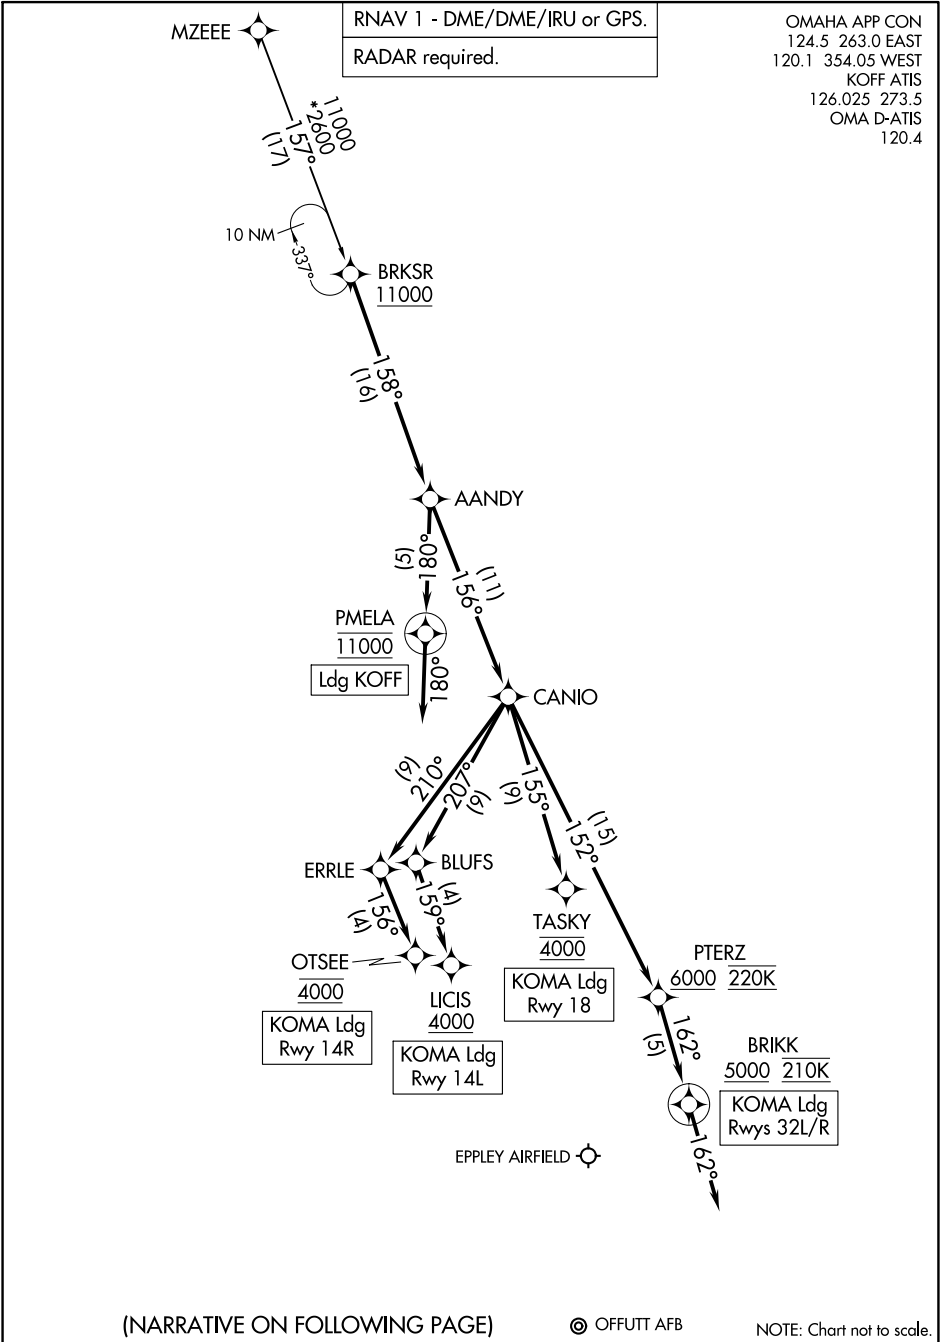 RNAV 1 - DME/DME/IRU or GPS.
RADAR required.
OMAHA APP CON
124.5 263.0 EAST
120.1 354.05 WEST
KOFF ATIS
126.025 273.5
OMA D-ATIS
120.4
MZEEE
11000
*2600
157°
(17)
10 NM
337°
BRKSR
11000
158°
(16)
AANDY
(5)
180°
(11)
156°
PMELA
11000
Ldg KOFF
180°
CANIO
(9)
210°
207°
(9)
155°
(9)
(15)
152°
ERRLE
BLUFS
156°
(4)
(4)
159°
OTSEE
4000
KOMA Ldg
Rwy 14R
LICIS
4000
KOMA Ldg
Rwy 14L
TASKY
4000
KOMA Ldg
Rwy 18
PTERZ
6000 220K
162°
(5)
BRIKK
5000 210K
KOMA Ldg
Rwys 32L/R
162°
EPPLEY AIRFIELD
(NARRATIVE ON FOLLOWING PAGE)
OFFUTT AFB
NOTE: Chart not to scale.